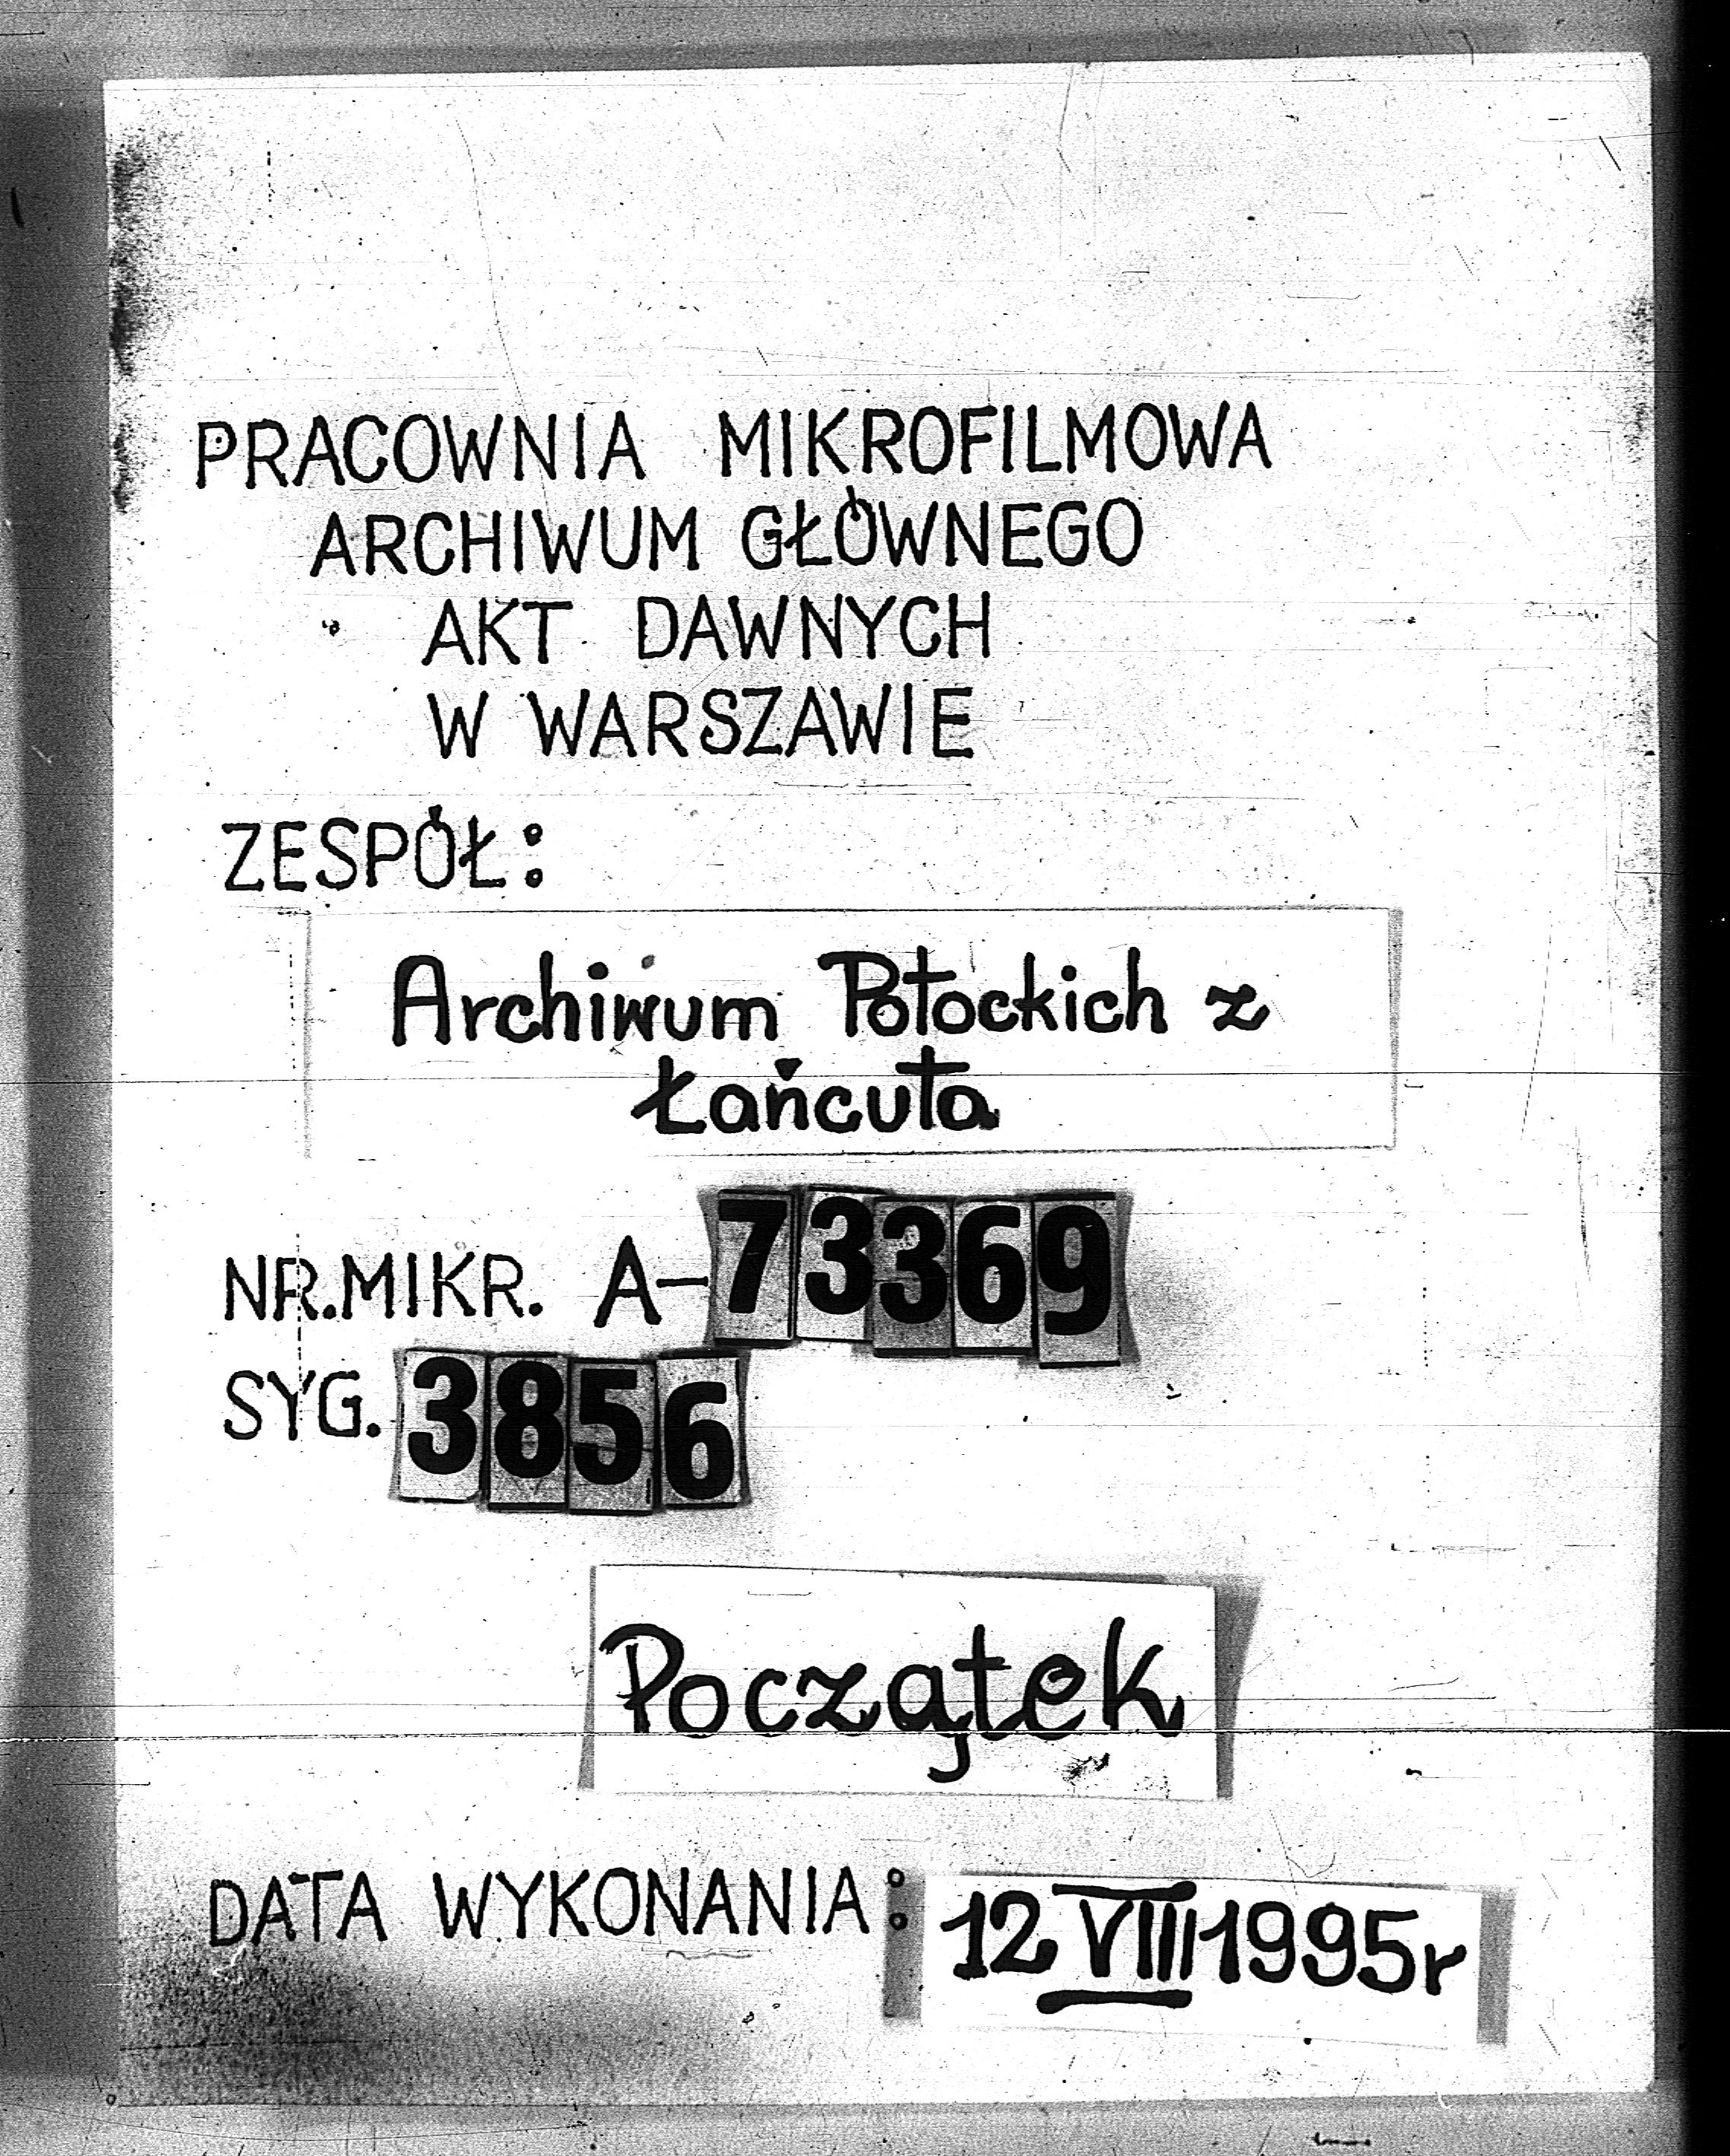 PRACOWNIA MIKROFILMOWA
ARCHIWUM GŁÓWNEGO
AKT DAWNYCH
W WARSZAWIE
ZESPÓŁ:
Archiwum Potockich z
Łańcuta
NR.MIKR. A-73369
SYG. 3856
Początek
DATA WYKONANIA: 12 VIII 1995r